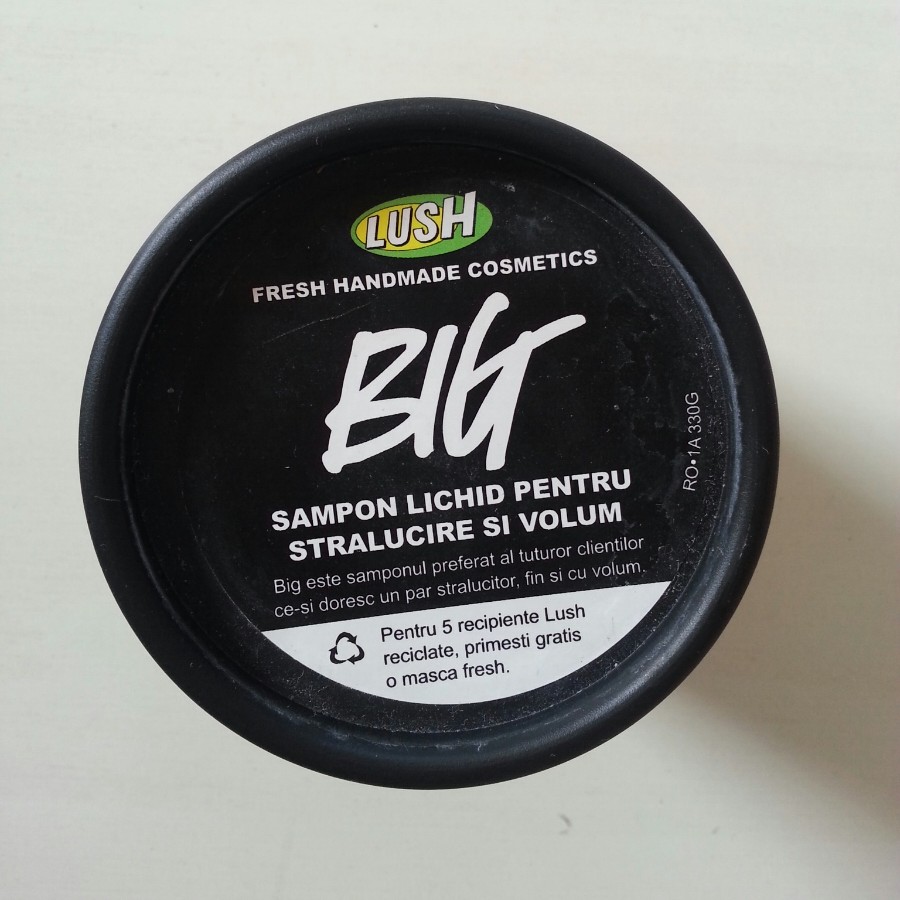 LUSH
FRESH HANDMADE COSMETICS
BIG
SAMPON LICHID PENTRU
STRALUCIRE SI VOLUM
Big este samponul preferat al tuturor clientilor
ce-si doresc un par stralucitor, fin si cu volum.
Pentru 5 recipiente Lush
reciclate, primesti gratis
o masca fresh.
RO•1A 330G